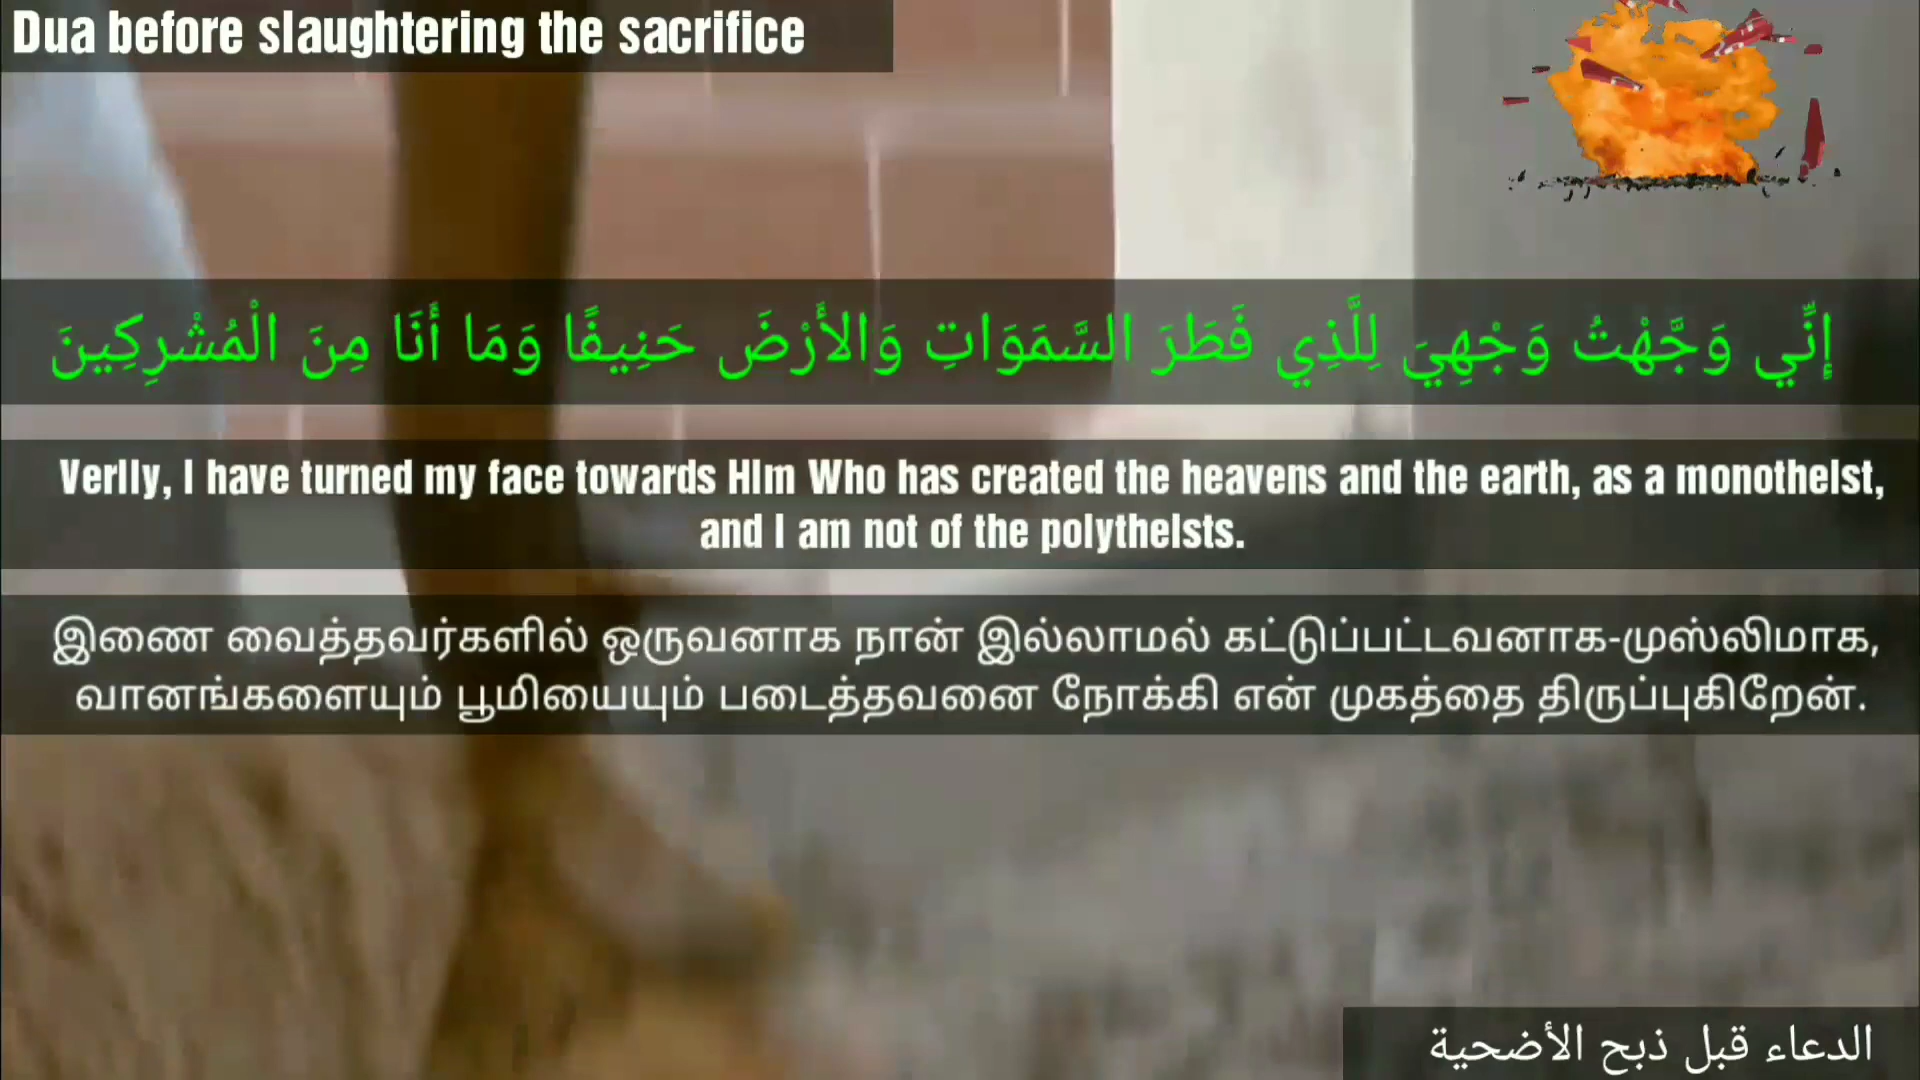 Dua before slaughtering the sacrifice
إِنِّي وَجَّهْتُ وَجْهِيَ لِلَّذِي فَطَرَ السَّمَوَاتِ وَالأَرْضَ حَنِيفًا وَمَا أَنَا مِنَ الْمُشْرِكِينَ
Verily, I have turned my face towards Him Who has created the heavens and the earth, as a monotheist,
and I am not of the polytheists.
இணை வைத்தவர்களில் ஒருவனாக நான் இல்லாமல் கட்டுப்பட்டவனாக-முஸ்லிமாக,
வானங்களையும் பூமியையும் படைத்தவனை நோக்கி என் முகத்தை திருப்புகிறேன்.
الدعاء قبل ذبح الأضحية